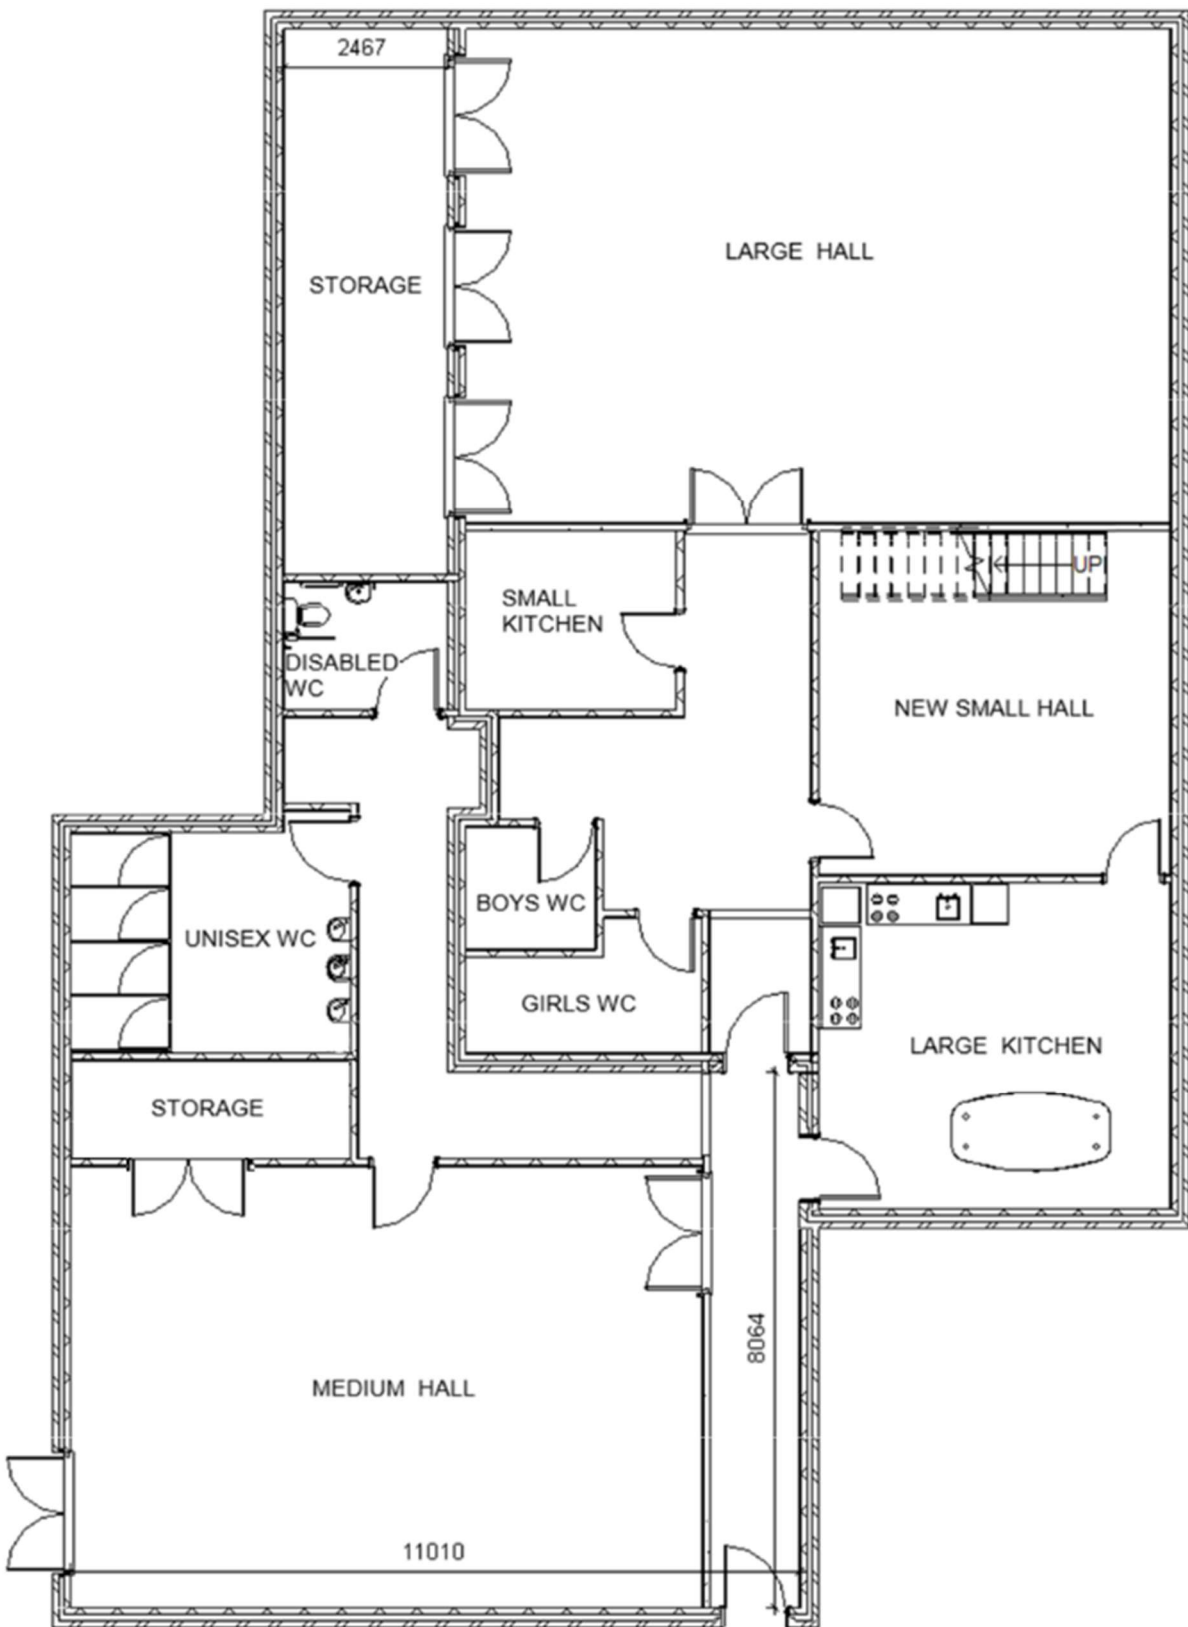 2467
LARGE HALL
STORAGE
UP
SMALL
KITCHEN
DISABLED
WC
NEW SMALL HALL
BOYS WC
UNISEX WC
GIRLS WC
LARGE KITCHEN
STORAGE
8064
MEDIUM HALL
11010